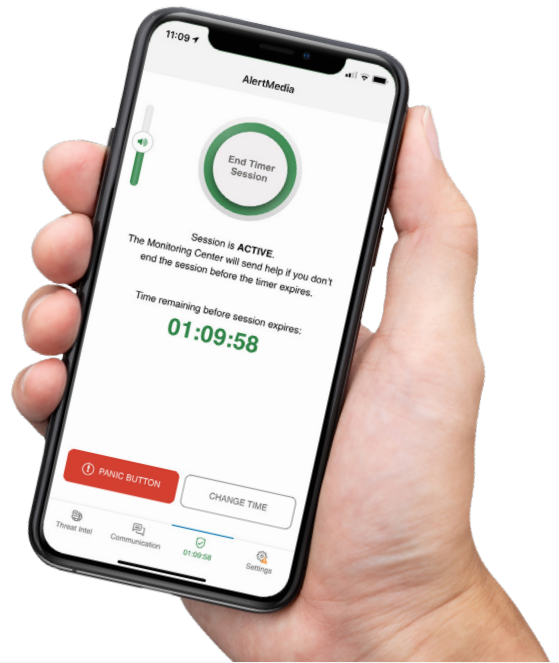 11:09
AlertMedia
End Timer
Session
Session is ACTIVE.
The Monitoring Center will send help if you don't
end the session before the timer expires.
Time remaining before session expires:
01:09:58
PANIC BUTTON
CHANGE TIME
Threat Intel
Communication
01:09:58
Settings